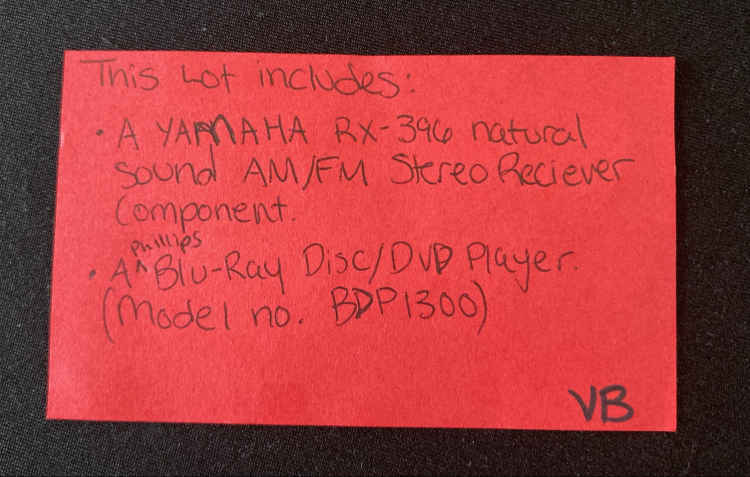 This Lot includes:
• A YAMAHA RX-396 natural
Sound AM/FM Stereo Reciever
Component.
• A ^Phillips Blu-Ray Disc/DVD Player.
(Model no. BDP1300)
VB